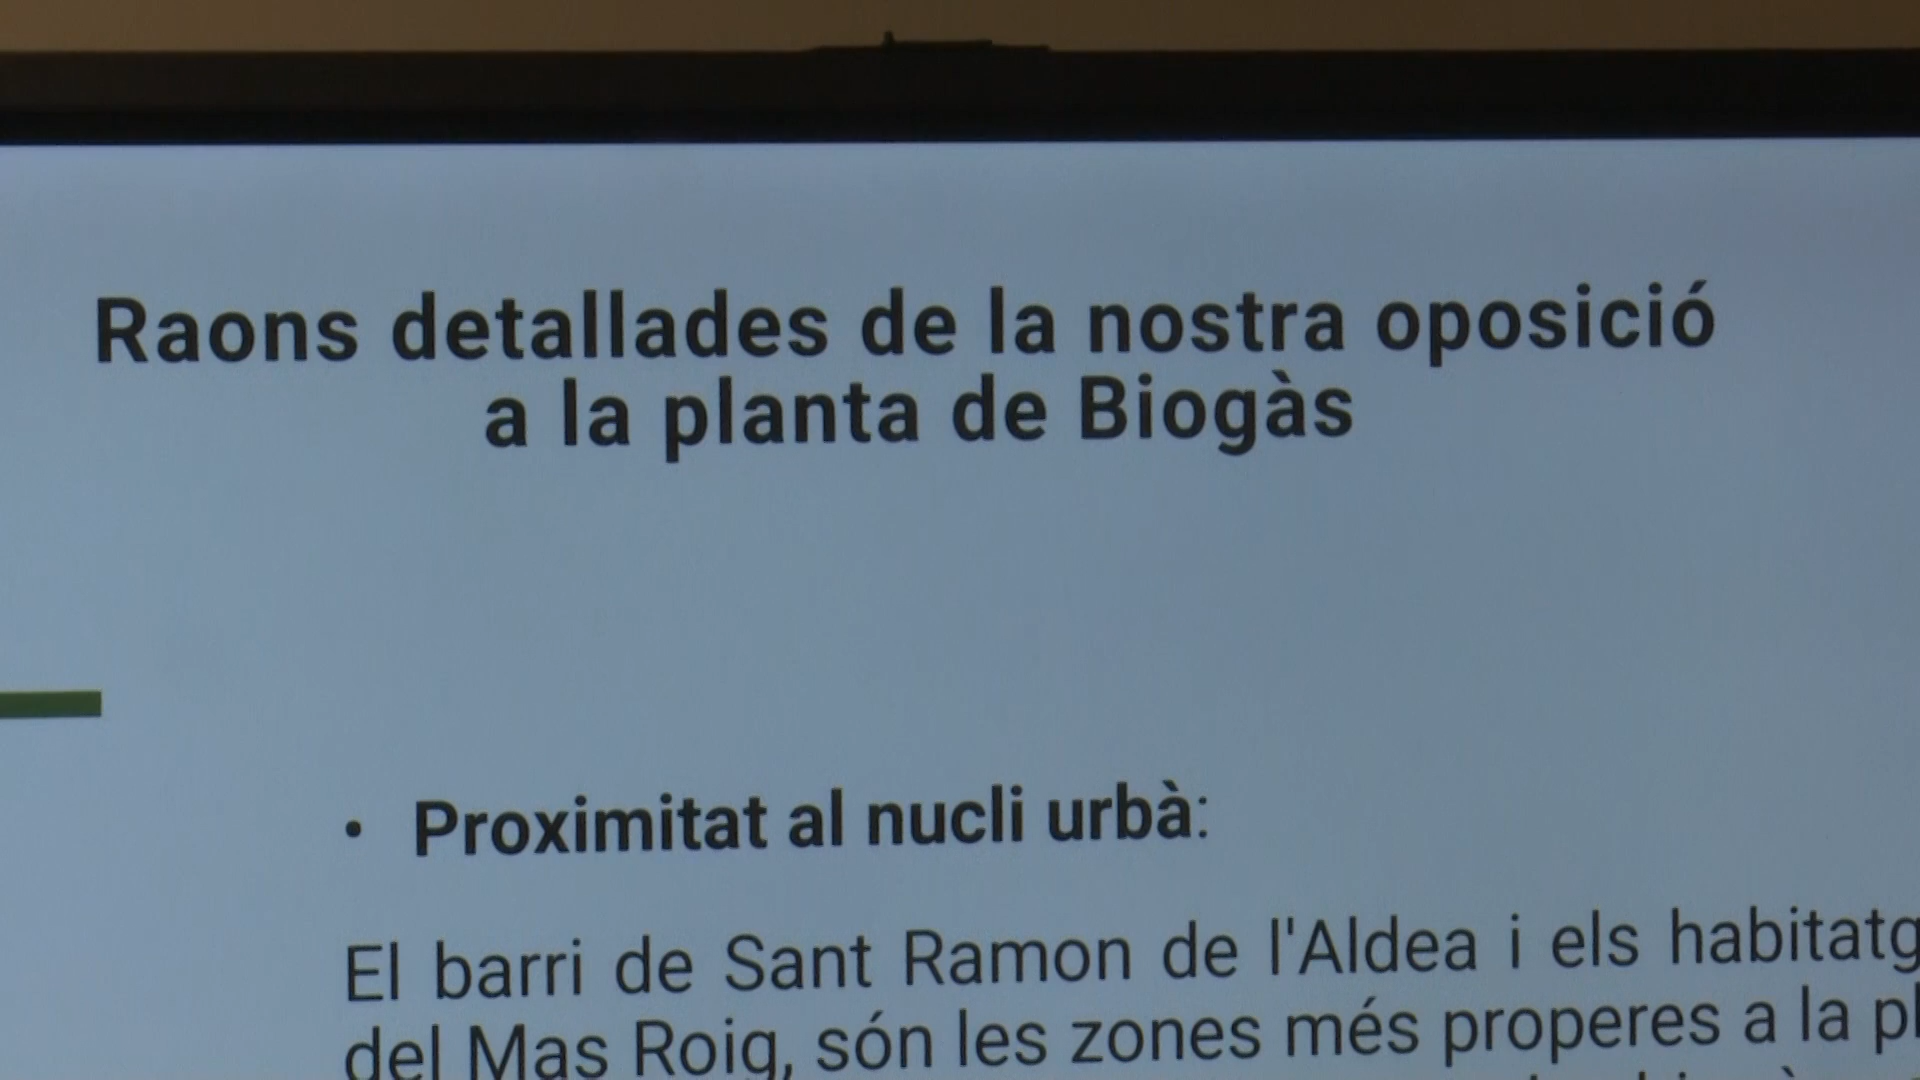 Raons detallades de la nostra oposició
a la planta de Biogàs
• Proximitat al nucli urbà:
El barri de Sant Ramon de l'Aldea i els
del Mas Roig, són les zones més properes a la